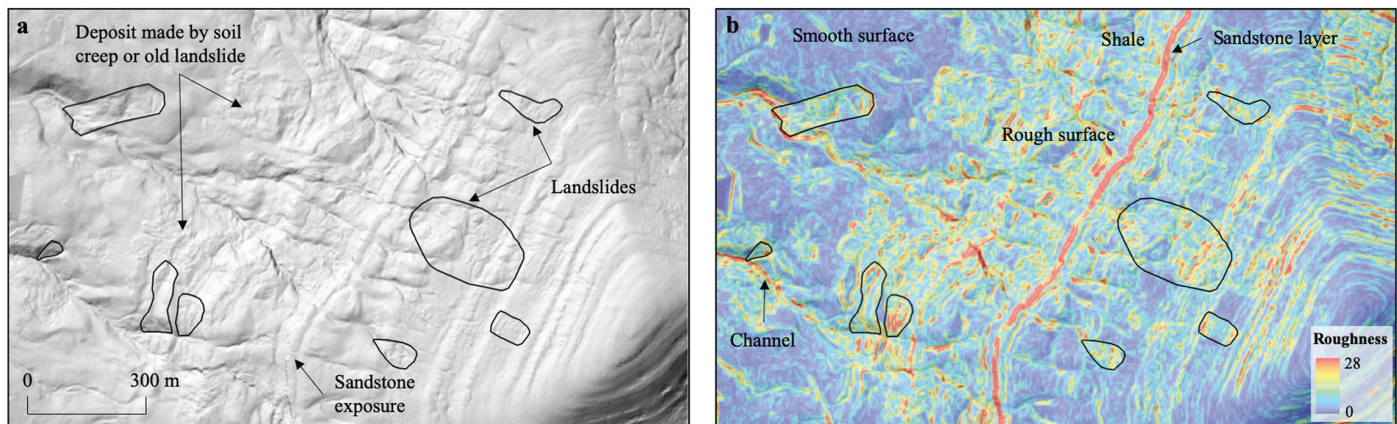 a
Deposit made by soil
creep or old landslide
Landslides
Sandstone
exposure
0 300 m
b
Smooth surface
Shale
Sandstone layer
Rough surface
Channel
Roughness
28
0